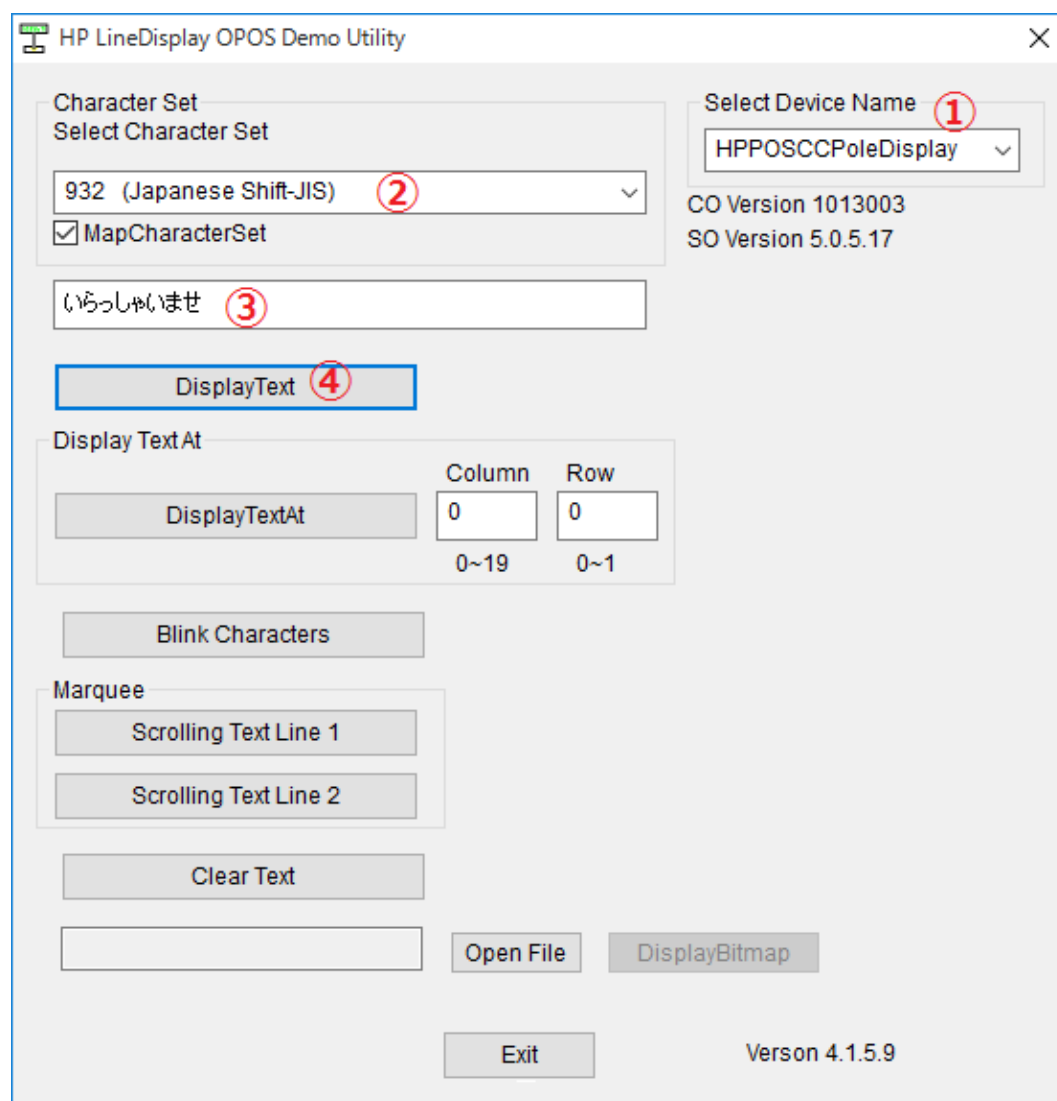 HP LineDisplay OPOS Demo Utility
Character Set
Select Character Set
932 (Japanese Shift-JIS) ②
MapCharacterSet
Select Device Name ①
HPPOSCCPoleDisplay
CO Version 1013003
SO Version 5.0.5.17
いらっしゃいませ ③
DisplayText ④
Display Text At
Column Row
DisplayTextAt 0 0
0~19 0~1
Blink Characters
Marquee
Scrolling Text Line 1
Scrolling Text Line 2
Clear Text
Open File DisplayBitmap
Exit Verson 4.1.5.9